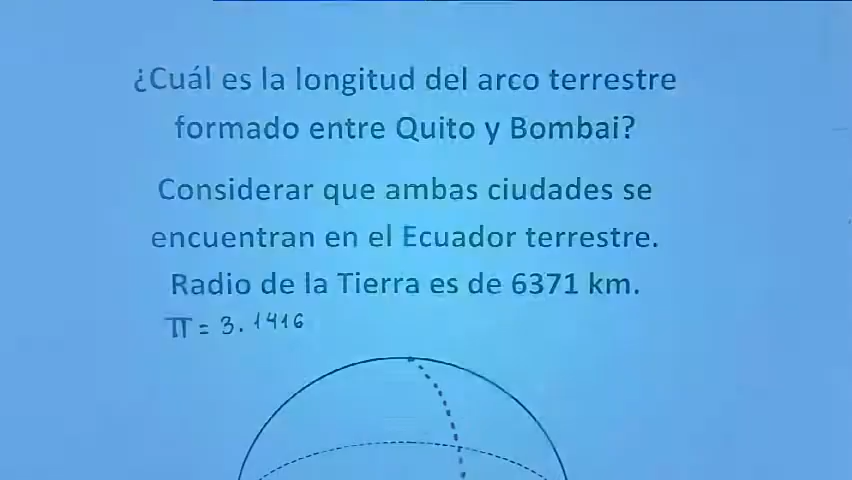 ¿Cuál es la longitud del arco terrestre
formado entre Quito y Bombai?
Considerar que ambas ciudades se
encuentran en el Ecuador terrestre.
Radio de la Tierra es de 6371 km.
π = 3.1416